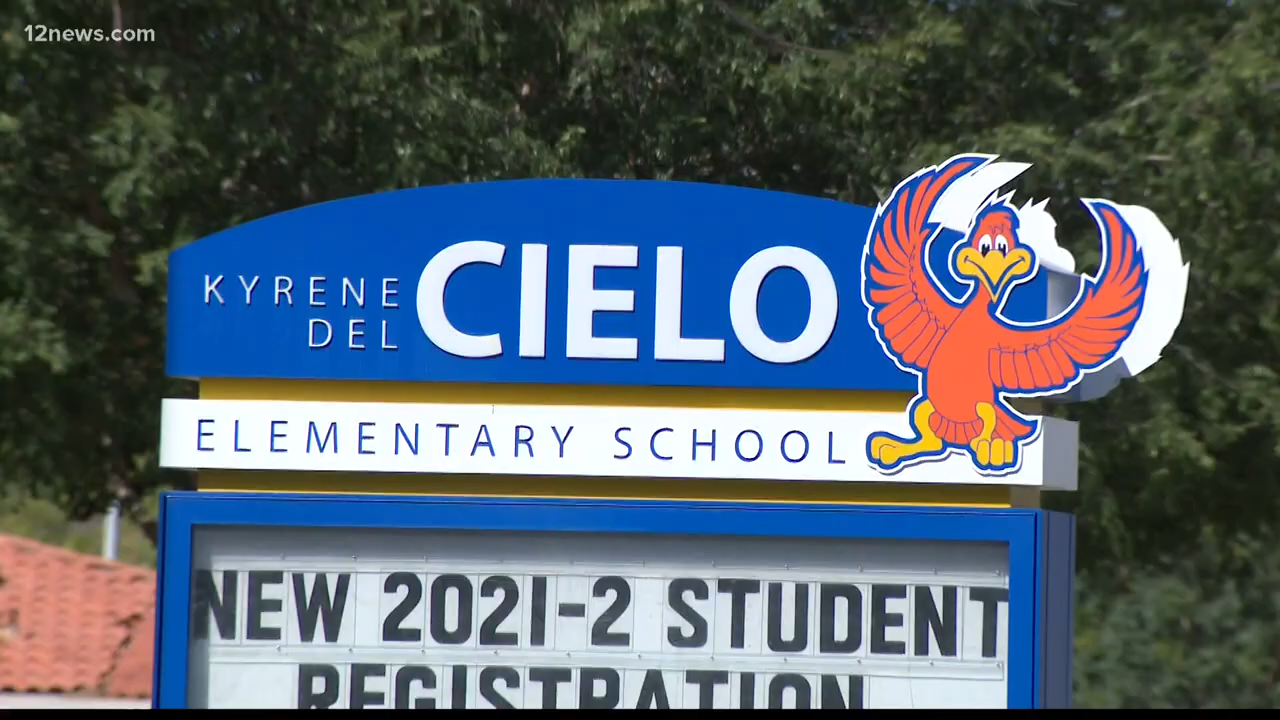 12news.com
KYRENE
DEL
CIELO
ELEMENTARY SCHOOL
NEW 2021-2 STUDENT
REGISTRATION